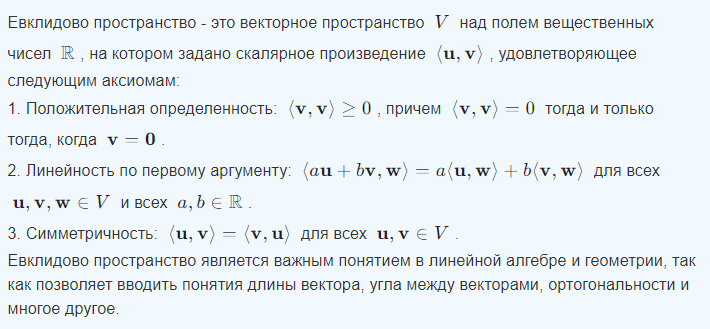 Евклидово пространство - это векторное пространство V над полем вещественных
чисел ℝ , на котором задано скалярное произведение ⟨𝐮, 𝐯⟩ , удовлетворяющее
следующим аксиомам:
1. Положительная определенность: ⟨𝐯, 𝐯⟩ ≥ 0 , причем ⟨𝐯, 𝐯⟩ = 0 тогда и только
тогда, когда 𝐯 = 𝟎 .
2. Линейность по первому аргументу: ⟨a𝐮 + b𝐯, 𝐰⟩ = a⟨𝐮, 𝐰⟩ + b⟨𝐯, 𝐰⟩ для всех
𝐮, 𝐯, 𝐰 ∈ V и всех a, b ∈ ℝ .
3. Симметричность: ⟨𝐮, 𝐯⟩ = ⟨𝐯, 𝐮⟩ для всех 𝐮, 𝐯 ∈ V .
Евклидово пространство является важным понятием в линейной алгебре и геометрии, так
как позволяет вводить понятия длины вектора, угла между векторами, ортогональности и
многое другое.